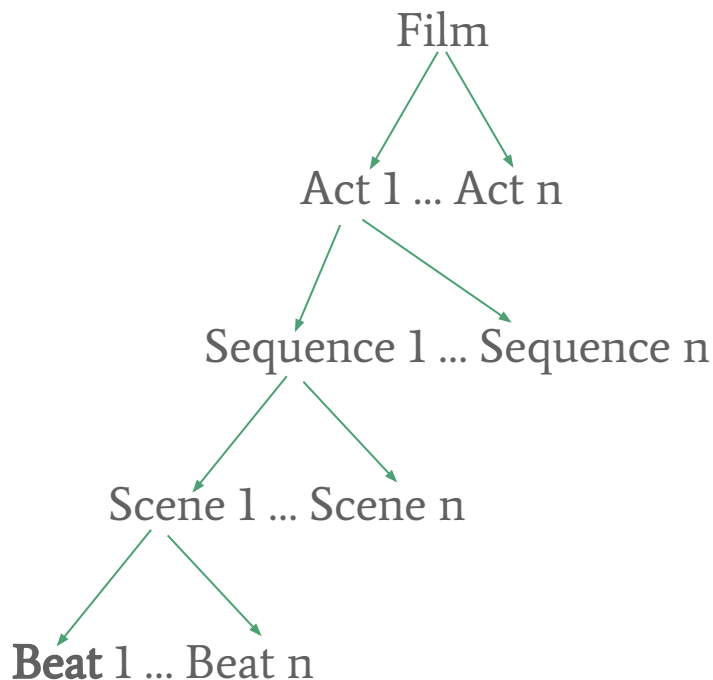 Film
Act 1 ... Act n
Sequence 1 ... Sequence n
Scene 1 ... Scene n
Beat 1 ... Beat n